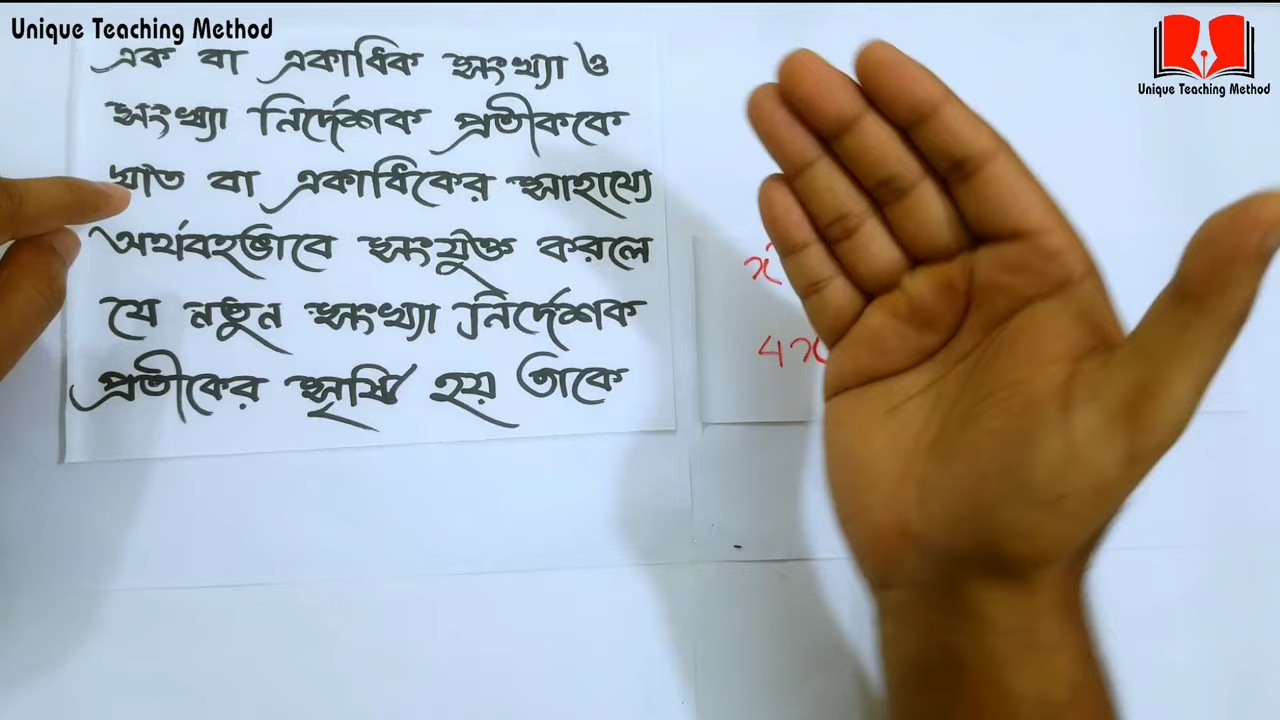 Unique Teaching Method
এক বা একাধিক সংখ্যা ও
সংখ্যা নির্দেশক প্রতীককে
ঘাত বা একাধিকের সাহায্যে
অর্থবহভাবে সংযুক্ত করলে
যে নতুন সংখ্যা নির্দেশক
প্রতীকের সৃষ্টি হয় তাকে
x
4x
Unique Teaching Method